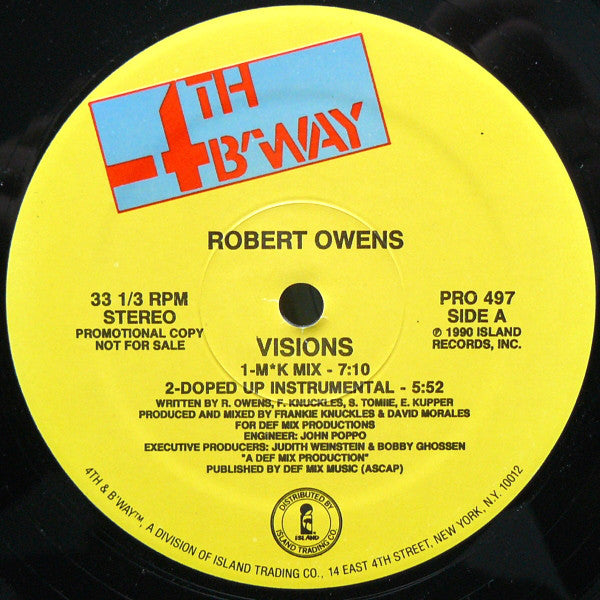 4TH
B'WAY
ROBERT OWENS
33 1/3 RPM
STEREO
PROMOTIONAL COPY
NOT FOR SALE
PRO 497
SIDE A
℗ 1990 ISLAND
RECORDS, INC.
VISIONS
1-M*K MIX - 7:10
2-DOPED UP INSTRUMENTAL - 5:52
WRITTEN BY R. OWENS, F. KNUCKLES, S. TOMIIE, E. KUPPER
PRODUCED AND MIXED BY FRANKIE KNUCKLES & DAVID MORALES
FOR DEF MIX PRODUCTIONS
ENGINEER: JOHN POPPO
EXECUTIVE PRODUCERS: JUDITH WEINSTEIN & BOBBY GHOSSEN
"A DEF MIX PRODUCTION"
PUBLISHED BY DEF MIX MUSIC (ASCAP)
DISTRIBUTED BY
ISLAND
ISLAND TRADING CO.
4TH & B'WAY™, A DIVISION OF ISLAND TRADING CO., 14 EAST 4TH STREET, NEW YORK, N.Y. 10012